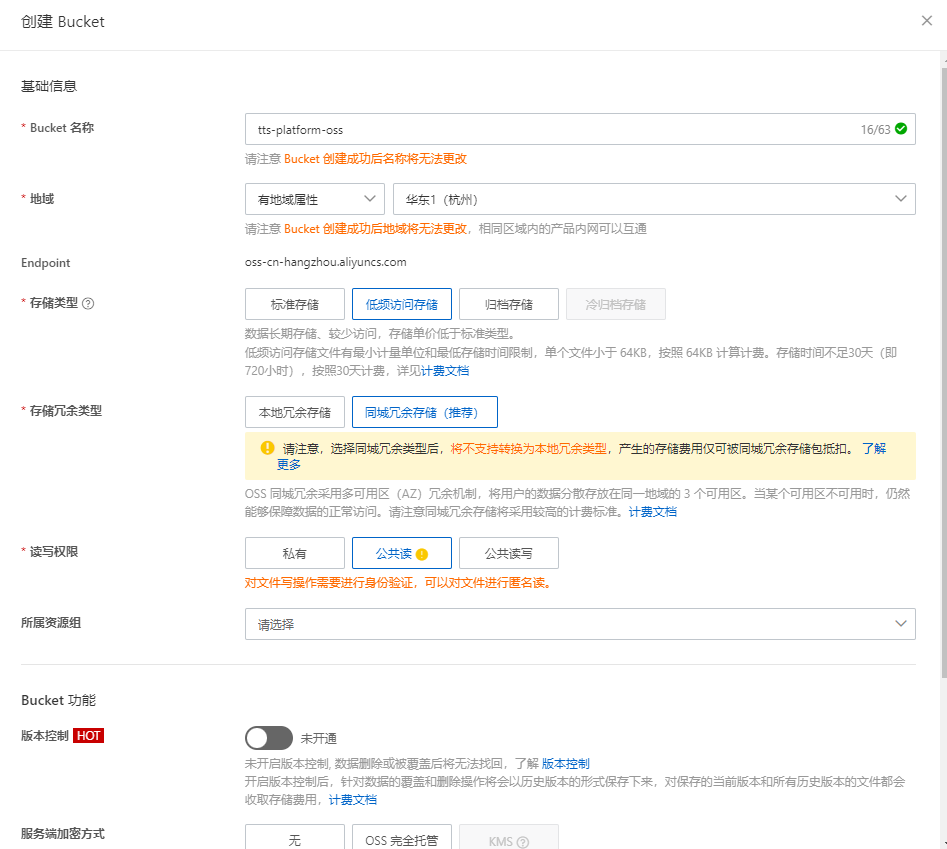 创建 Bucket
基础信息
* Bucket 名称
tts-platform-oss
16/63
请注意 Bucket 创建成功后名称将无法更改
* 地域
有地域属性
华东1（杭州）
请注意 Bucket 创建成功后地域将无法更改，相同区域内的产品内网可以互通
Endpoint
oss-cn-hangzhou.aliyuncs.com
* 存储类型 ?
标准存储 低频访问存储 归档存储 冷归档存储
数据长期存储、较少访问，存储单价低于标准类型。
低频访问存储文件有最小计量单位和最低存储时间限制，单个文件小于 64KB，按照 64KB 计算计费。存储时间不足30天（即
720小时），按照30天计费，详见计费文档
* 存储冗余类型
本地冗余存储 同城冗余存储（推荐）
! 请注意，选择同城冗余类型后，将不支持转换为本地冗余类型，产生的存储费用仅可被同城冗余存储包抵扣。 了解
更多
OSS 同城冗余采用多可用区（AZ）冗余机制，将用户的数据分散存放在同一地域的 3 个可用区。当某个可用区不可用时，仍然
能够保障数据的正常访问。请注意同城冗余存储将采用较高的计费标准。计费文档
* 读写权限
私有 公共读 ! 公共读写
对文件写操作需要进行身份验证，可以对文件进行匿名读。
所属资源组
请选择
Bucket 功能
版本控制 HOT
未开通
未开启版本控制, 数据删除或被覆盖后将无法找回，了解 版本控制
开启版本控制后，针对数据的覆盖和删除操作将会以历史版本的形式保存下来，对保存的当前版本和所有历史版本的文件都会
收取存储费用，计费文档
服务端加密方式
无 OSS 完全托管 KMS ?